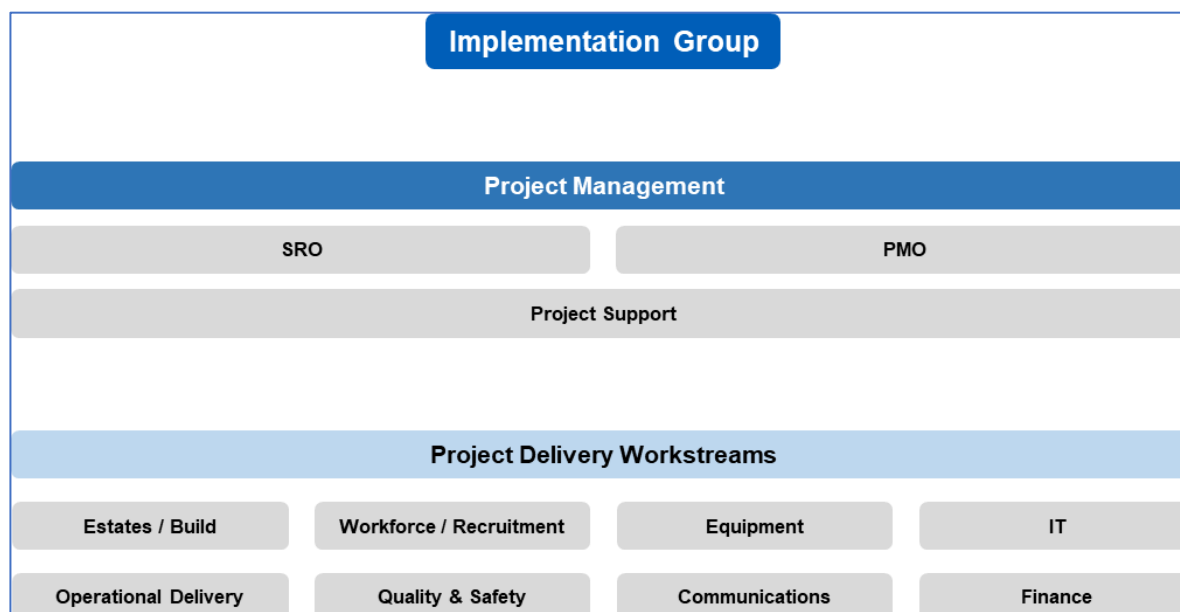 Implementation Group
Project Management
SRO
PMO
Project Support
Project Delivery Workstreams
Estates / Build
Workforce / Recruitment
Equipment
IT
Operational Delivery
Quality & Safety
Communications
Finance